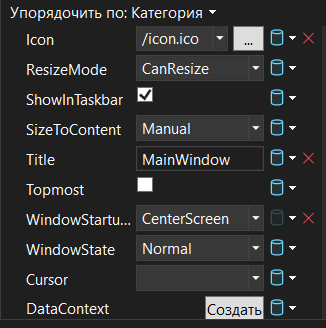 Упорядочить по: Категория
Icon /icon.ico ...
ResizeMode CanResize
ShowInTaskbar
SizeToContent Manual
Title MainWindow
Topmost
WindowStartu... CenterScreen
WindowState Normal
Cursor
DataContext Создать